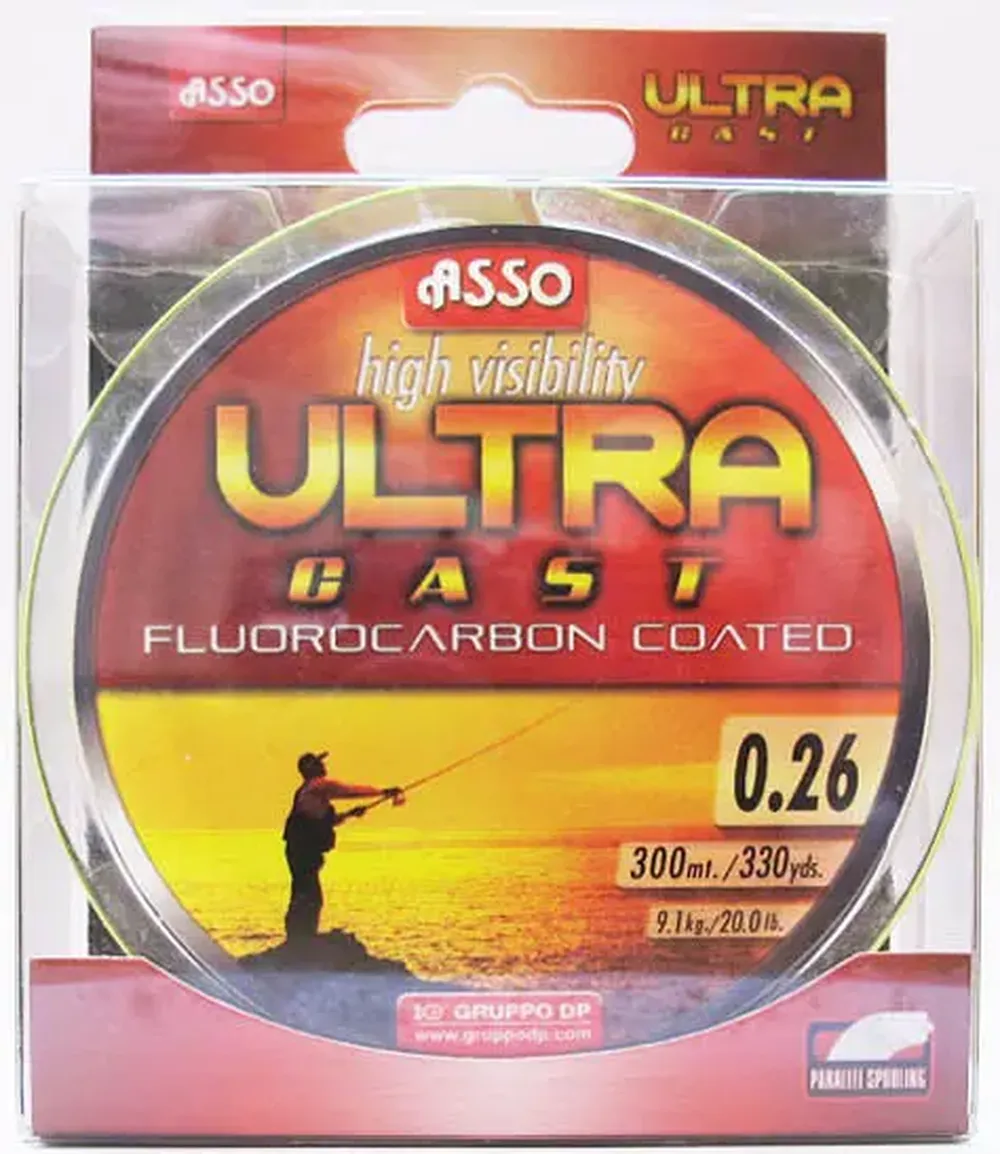 ASSO
ULTRA
CAST
ASSO
high visibility
ULTRA
CAST
FLUOROCARBON COATED
0.26
300mt./330yds.
9.1kg./20.0lb.
GRUPPO DP
www.gruppodp.com
PARALLEL SPOOLING